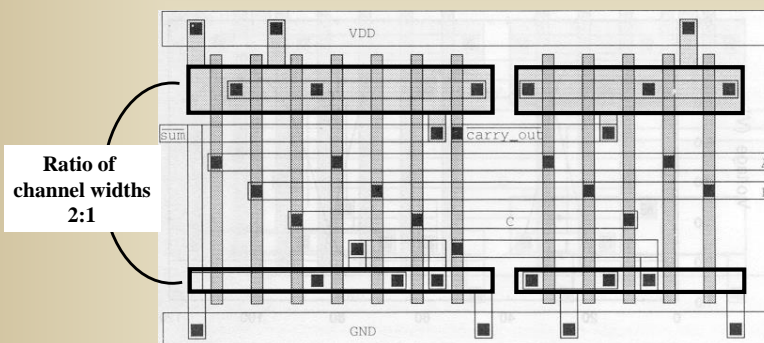 VDD
sum
carry_out
Ratio of
channel widths
2:1
C
GND